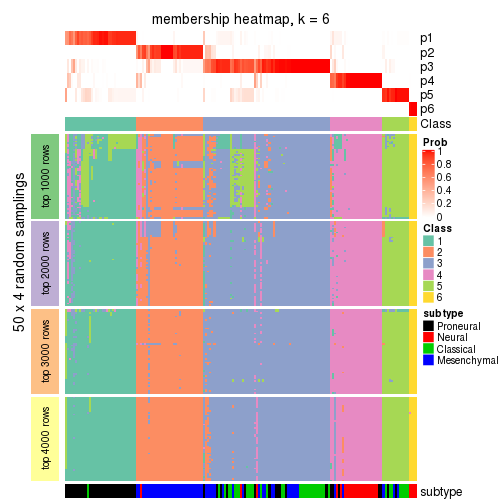 membership heatmap, k = 6
p1
p2
p3
p4
p5
p6
Class
50 x 4 random samplings
top 1000 rows
top 2000 rows
top 3000 rows
top 4000 rows
Prob
1
0.8
0.6
0.4
0.2
0
Class
1
2
3
4
5
6
subtype
Proneural
Neural
Classical
Mesenchymal
subtype